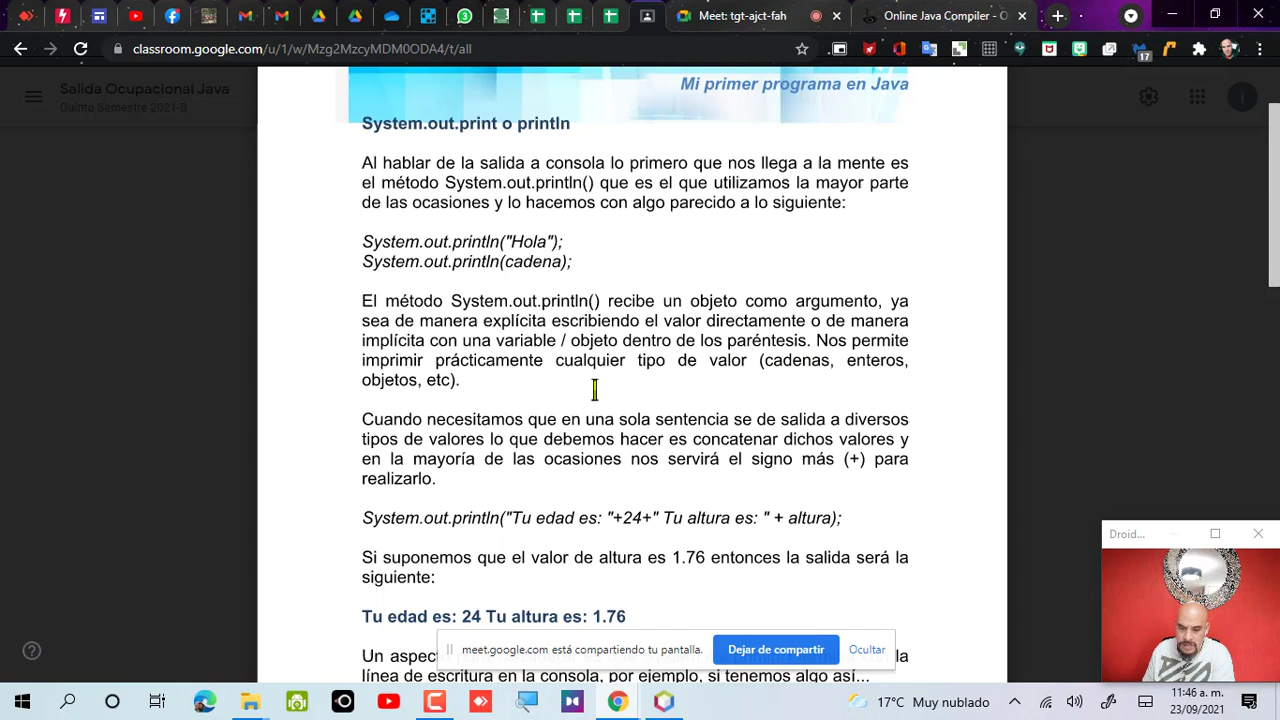 Meet: tgt-ajt-fah
Online Java Compiler - O
classroom.google.com/u/1/w/Mzg2MzcyMDM0ODA4/t/all
17
Salida Ocupacional Java
Quinto Semestre 2021-B
Mi primer programa en Java
System.out.print o println
Al hablar de la salida a consola lo primero que nos llega a la mente es
el método System.out.println() que es el que utilizamos la mayor parte
de las ocasiones y lo hacemos con algo parecido a lo siguiente:
System.out.println("Hola");
System.out.println(cadena);
El método System.out.println() recibe un objeto como argumento, ya
sea de manera explícita escribiendo el valor directamente o de manera
implícita con una variable / objeto dentro de los paréntesis. Nos permite
imprimir prácticamente cualquier tipo de valor (cadenas, enteros,
objetos, etc).
Cuando necesitamos que en una sola sentencia se de salida a diversos
tipos de valores lo que debemos hacer es concatenar dichos valores y
en la mayoría de las ocasiones nos servirá el signo más (+) para
realizarlo.
System.out.println("Tu edad es: "+24+" Tu altura es: " + altura);
Si suponemos que el valor de altura es 1.76 entonces la salida será la
siguiente:
Tu edad es: 24 Tu altura es: 1.76
Un aspec
la
línea de escritura en la consola, por ejemplo, si tenemos algo así...
meet.google.com está compartiendo tu pantalla.
Dejar de compartir
Ocultar
Droid...
17°C Muy nublado
11:46 a. m.
23/09/2021